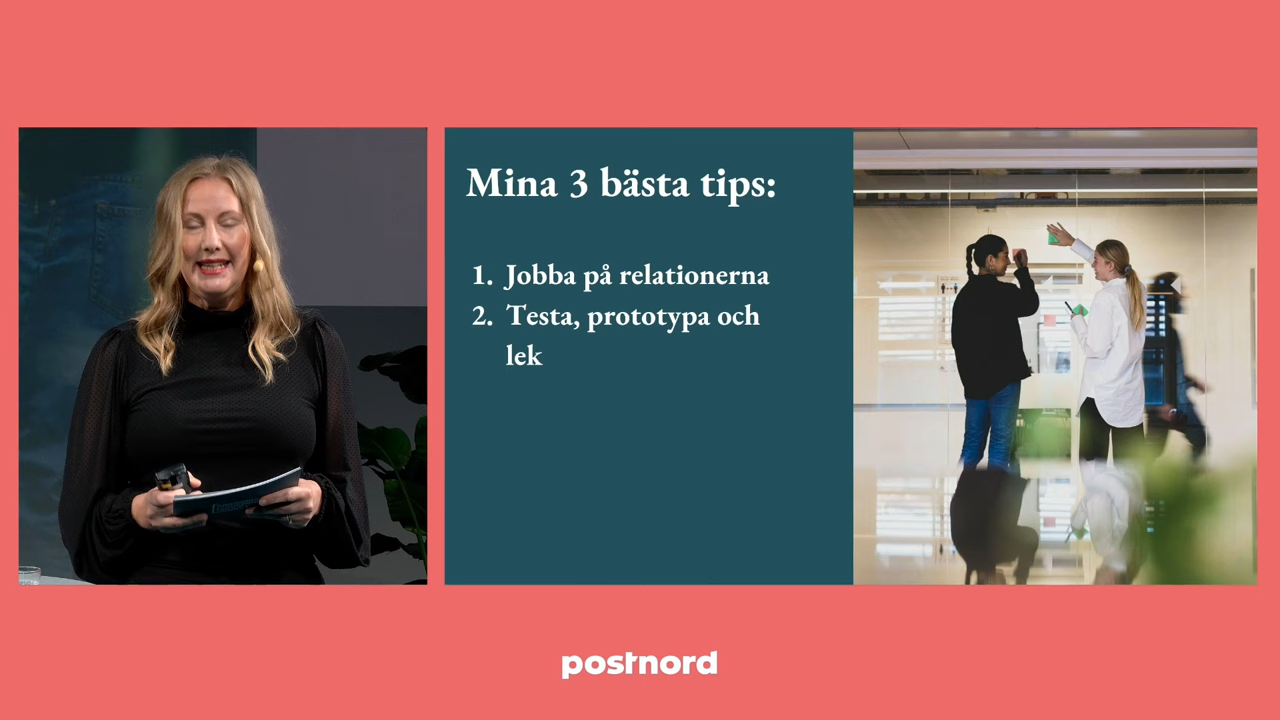 Mina 3 bästa tips:
1. Jobba på relationerna
2. Testa, prototypa och
lek
postnord